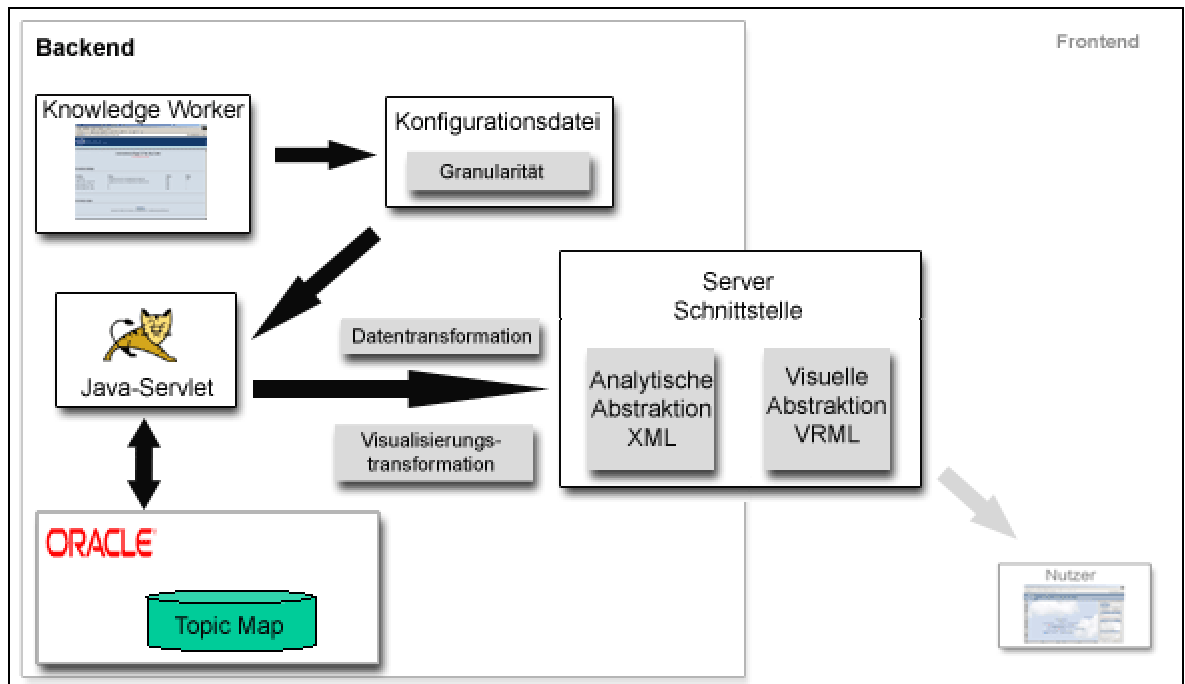 Backend
Frontend
Knowledge Worker
Konfigurationsdatei
Granularität
Server
Schnittstelle
Datentransformation
Java-Servlet
Analytische
Abstraktion
XML
Visuelle
Abstraktion
VRML
Visualisierungs-
transformation
ORACLE
Topic Map
Nutzer